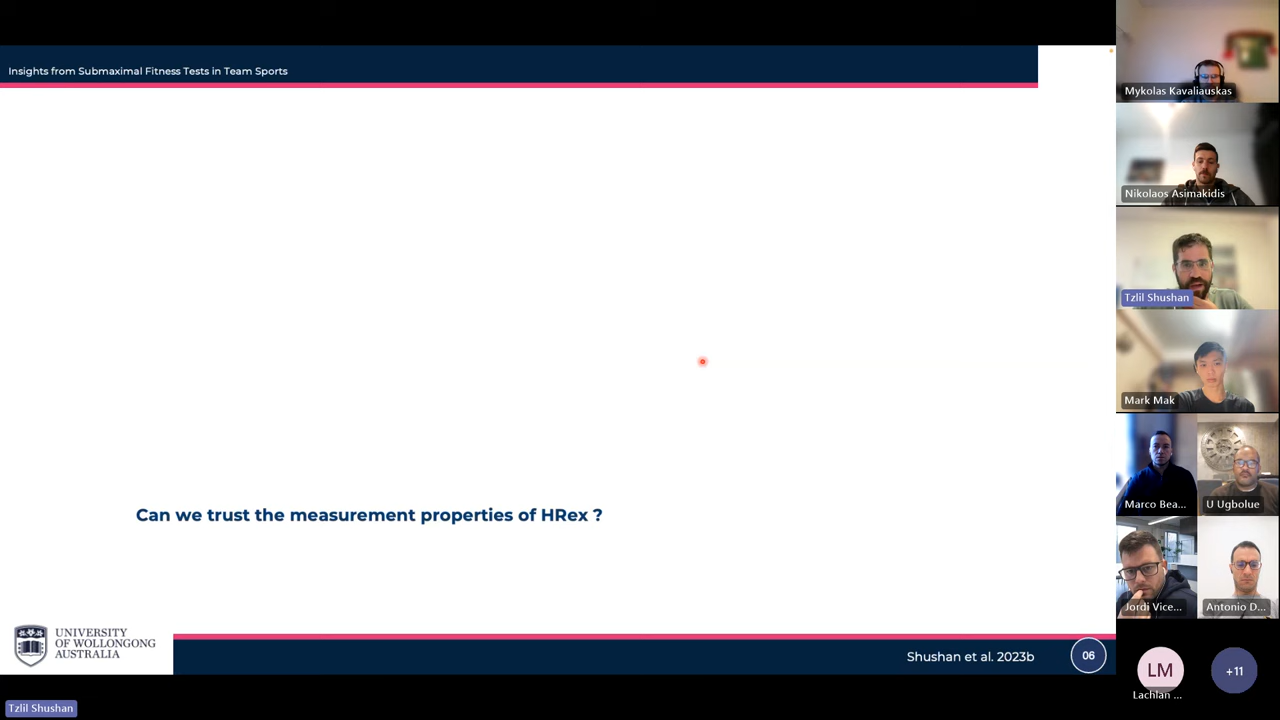 Insights from Submaximal Fitness Tests in Team Sports
Can we trust the measurement properties of HRex ?
UNIVERSITY
OF WOLLONGONG
AUSTRALIA
Shushan et al. 2023b
06
Tzlil Shushan
Mykolas Kavaliauskas
Nikolaos Asimakidis
Tzlil Shushan
Mark Mak
Marco Bea...
U Ugbolue
Jordi Vice...
Antonio D...
LM
Lachlan ...
+11